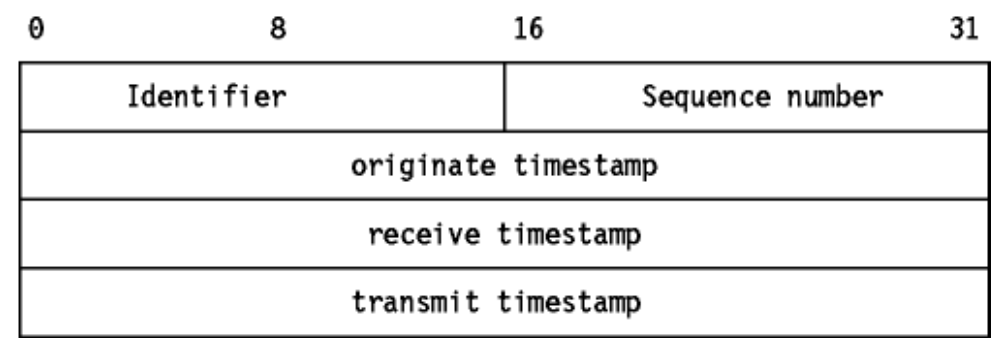 0 8 16 31
Identifier Sequence number
originate timestamp
receive timestamp
transmit timestamp